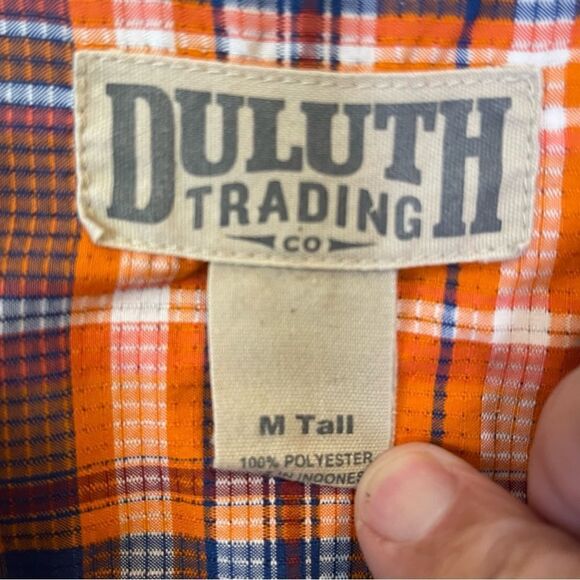 DULUTH
TRADING
CO
M Tall
100% POLYESTER